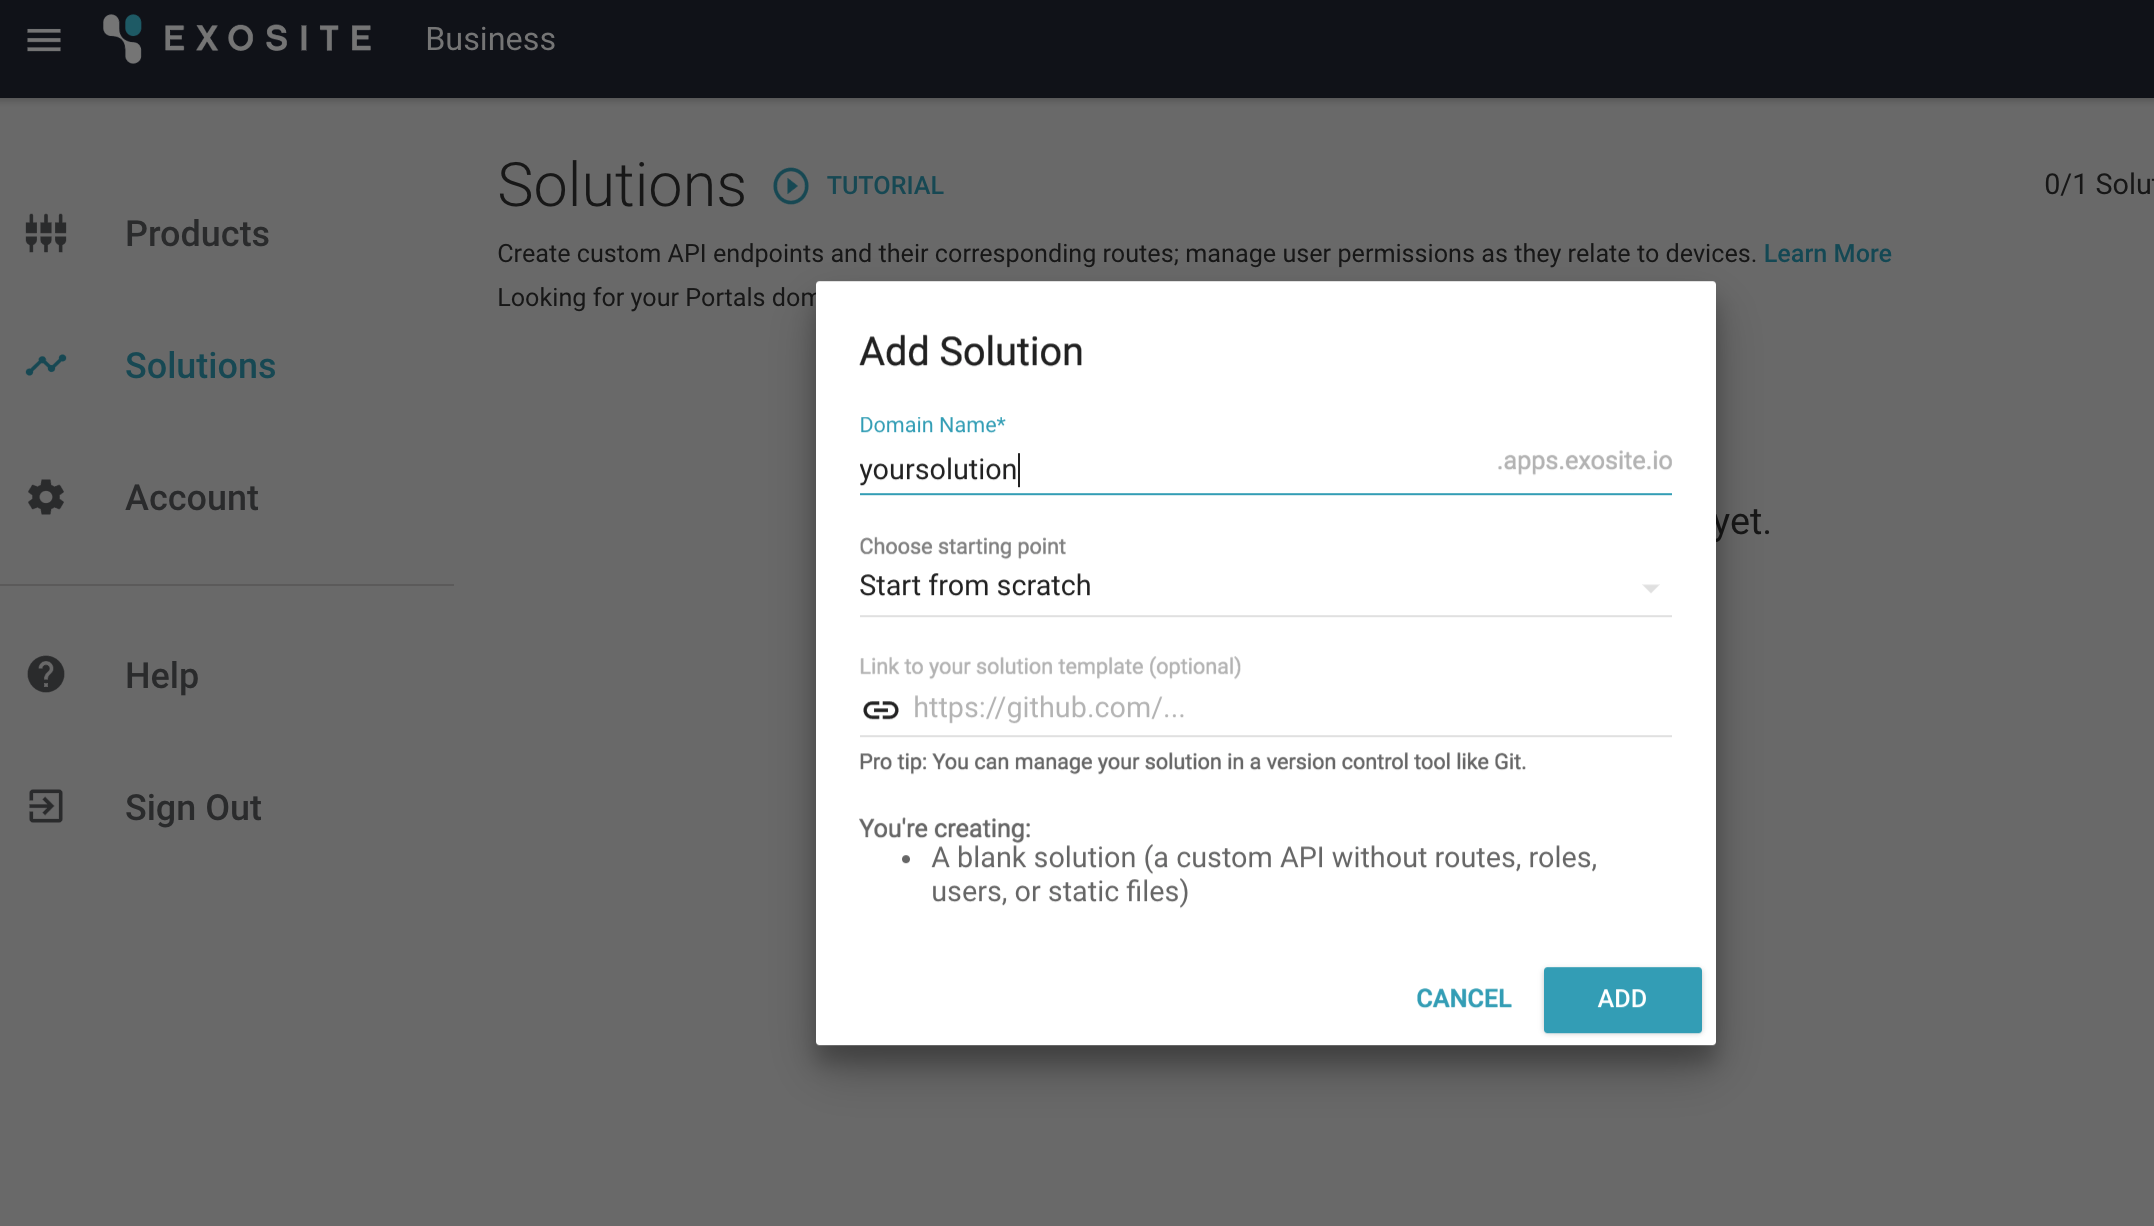 EXOSITE Business
Solutions TUTORIAL
0/1 Solut
Create custom API endpoints and their corresponding routes; manage user permissions as they relate to devices. Learn More
Looking for your Portals dom
Products
Solutions
Account
Help
Sign Out
yet.
Add Solution
Domain Name*
yoursolution .apps.exosite.io
Choose starting point
Start from scratch
Link to your solution template (optional)
https://github.com/...
Pro tip: You can manage your solution in a version control tool like Git.
You're creating:
• A blank solution (a custom API without routes, roles,
users, or static files)
CANCEL ADD